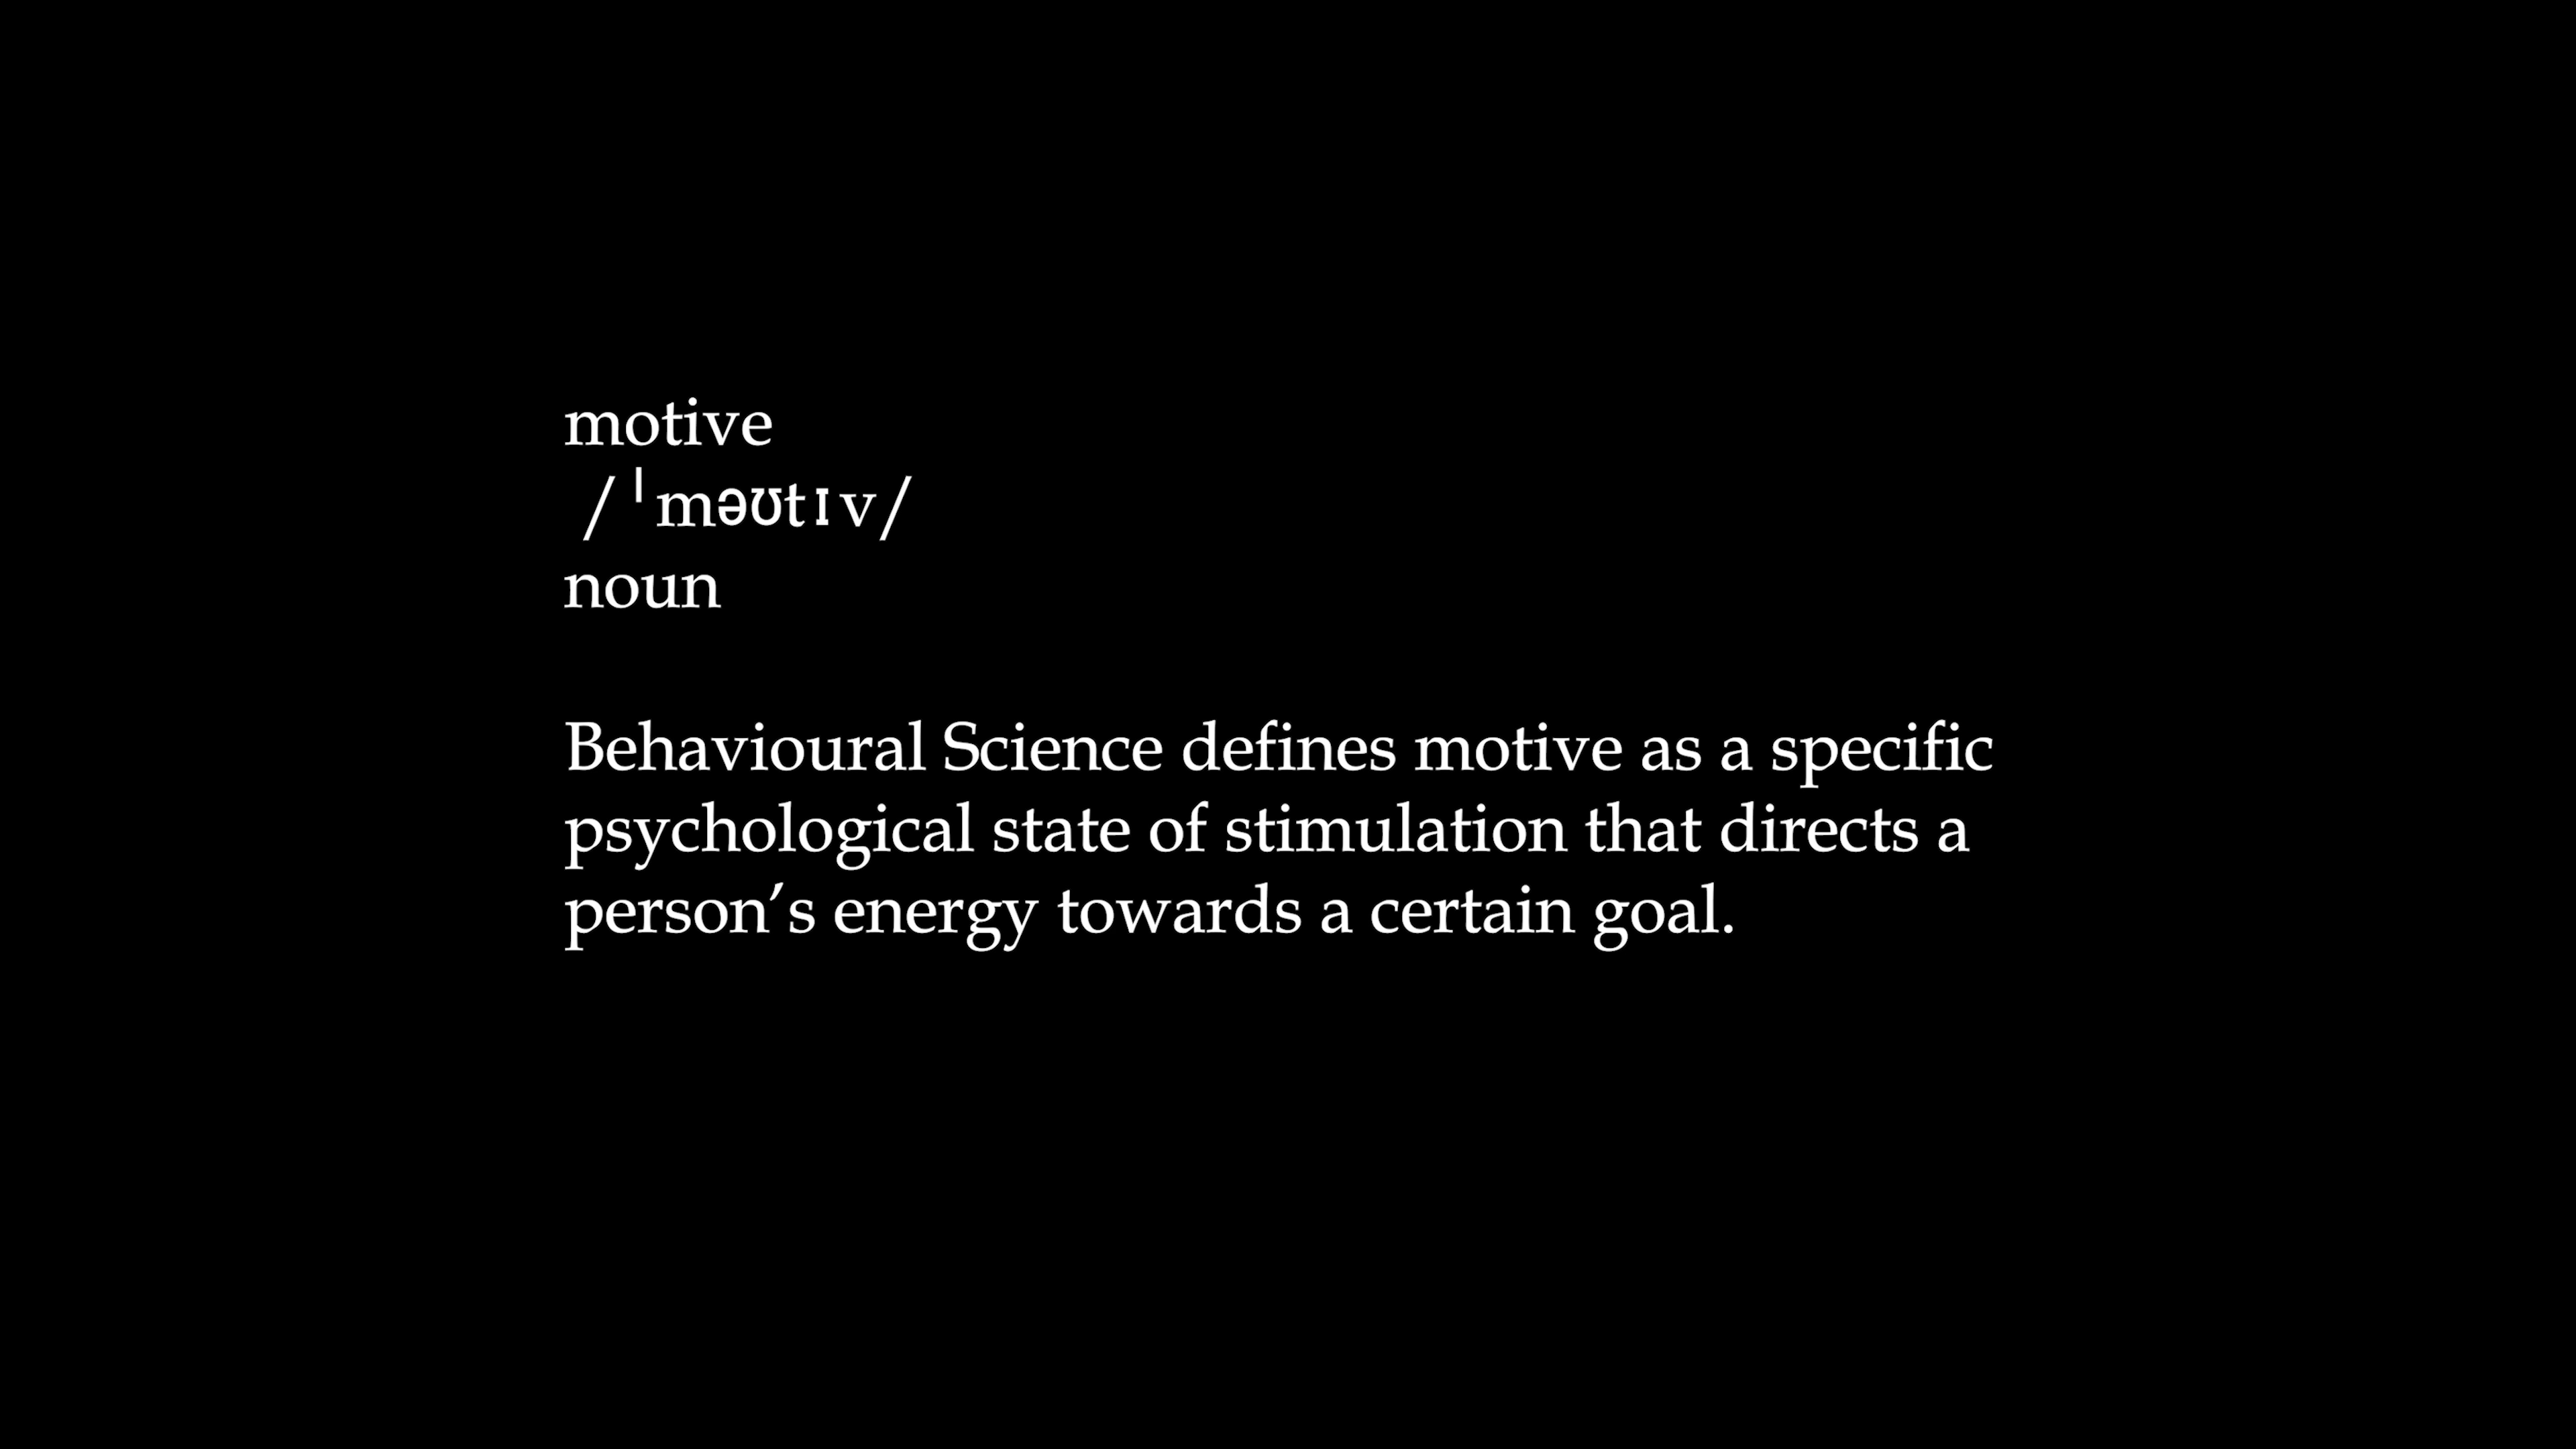 motive
/ˈməʊtɪv/
noun
Behavioural Science defines motive as a specific
psychological state of stimulation that directs a
person’s energy towards a certain goal.